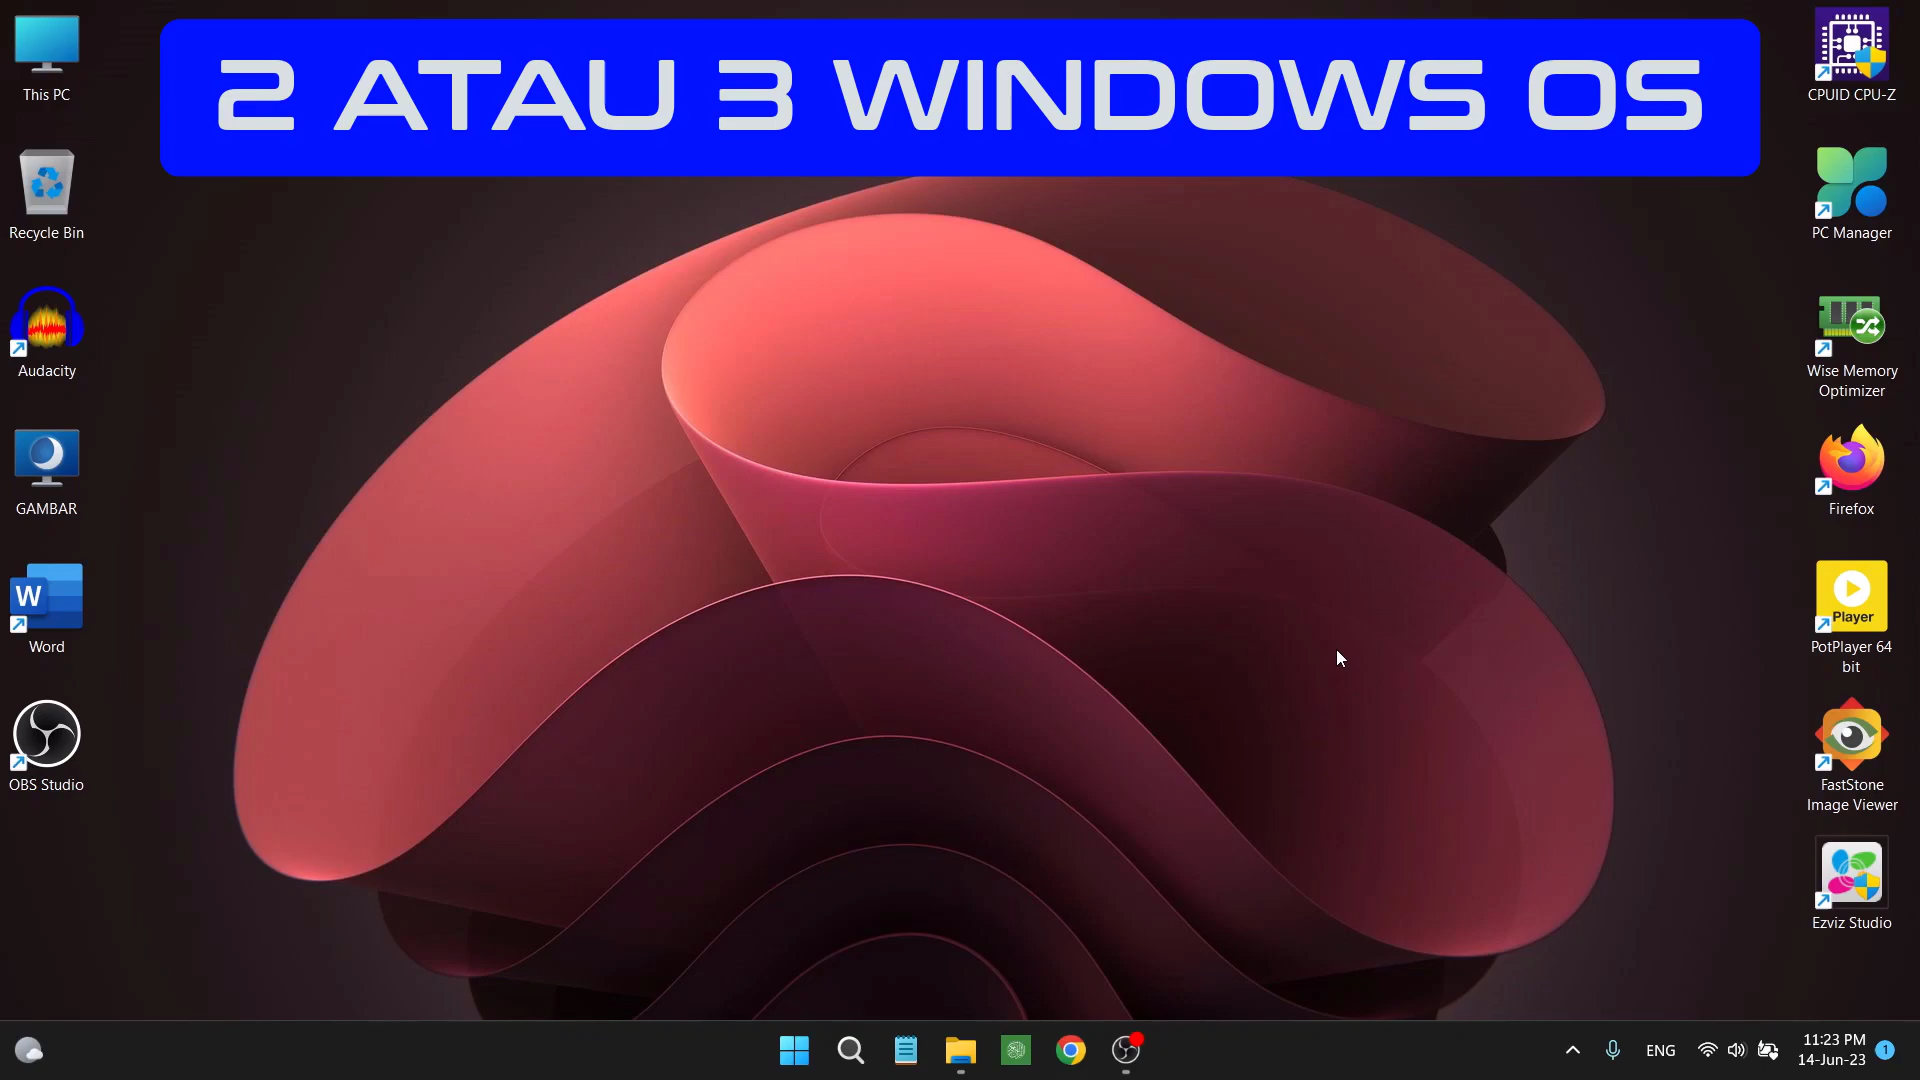 2 ATAU 3 WINDOWS OS
This PC
Recycle Bin
Audacity
GAMBAR
W
Word
OBS Studio
CPUID CPU-Z
PC Manager
Wise Memory
Optimizer
Firefox
Player
PotPlayer 64
bit
FastStone
Image Viewer
Ezviz Studio
ENG
11:23 PM
14-Jun-23
1